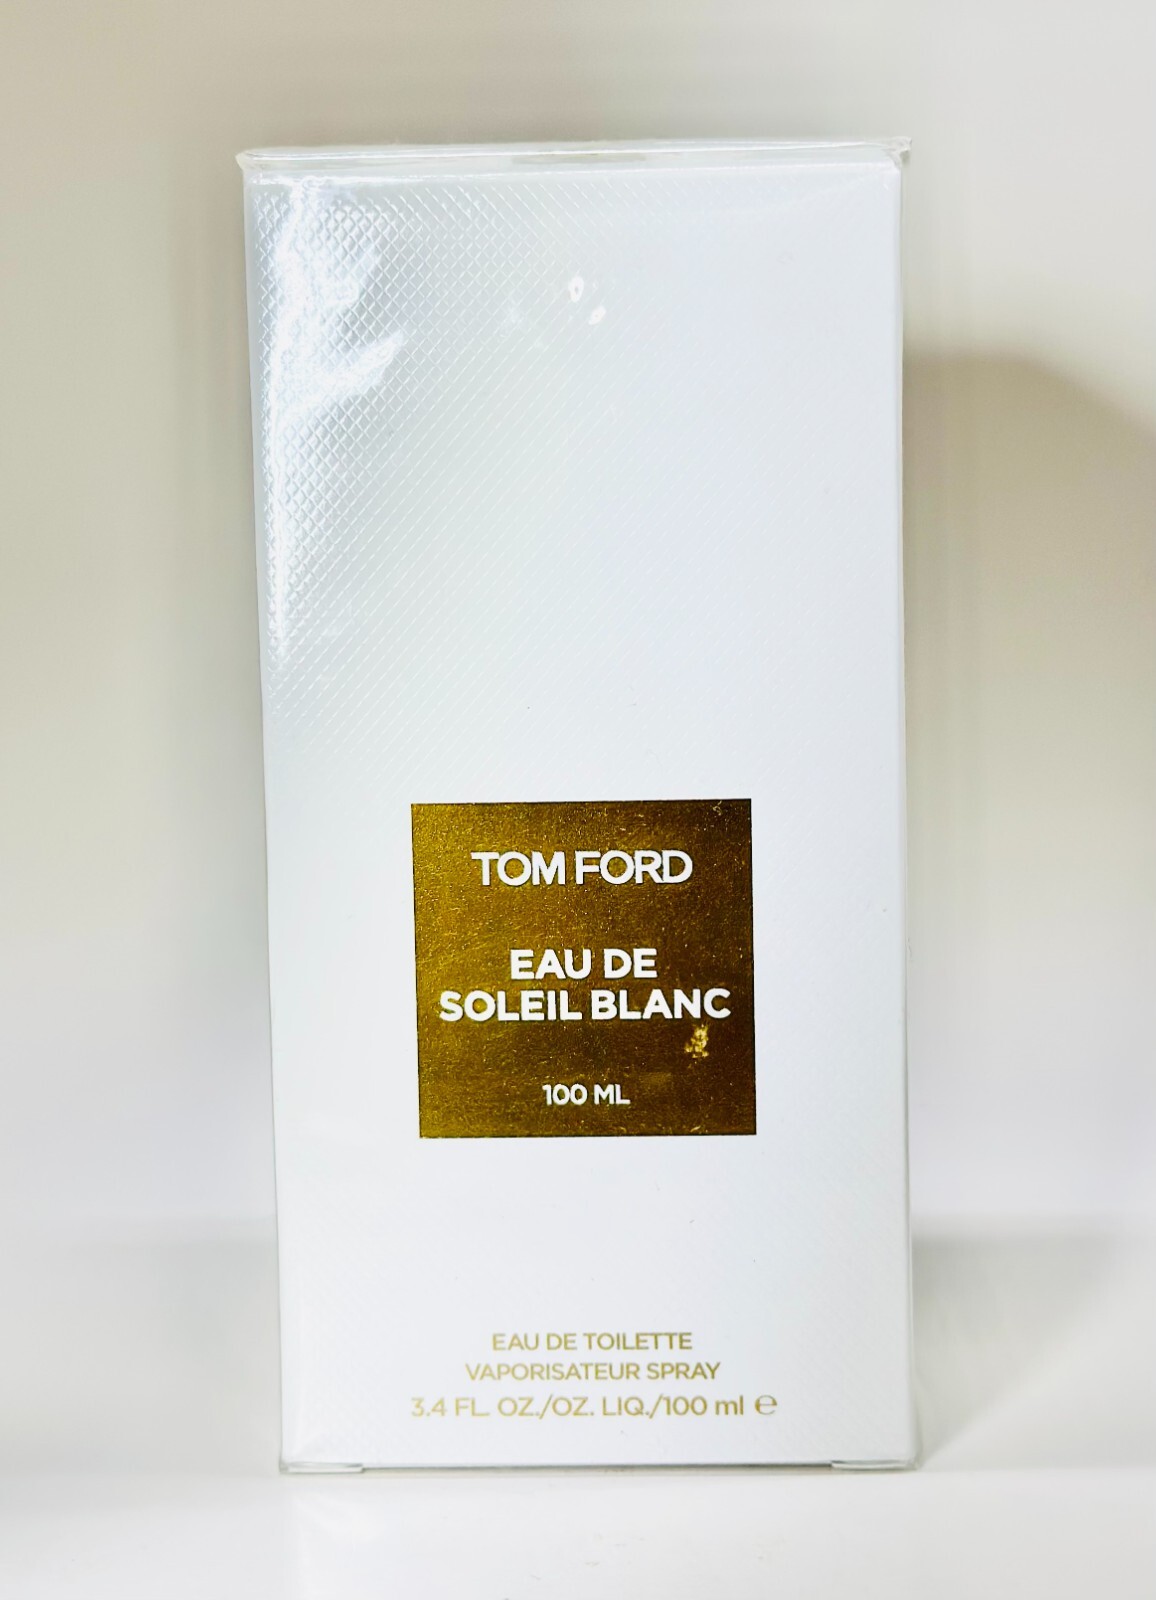 TOM FORD
EAU DE
SOLEIL BLANC
100 ML
EAU DE TOILETTE
VAPORISATEUR SPRAY
3.4 FL. OZ./OZ. LIQ./100 ml ℮